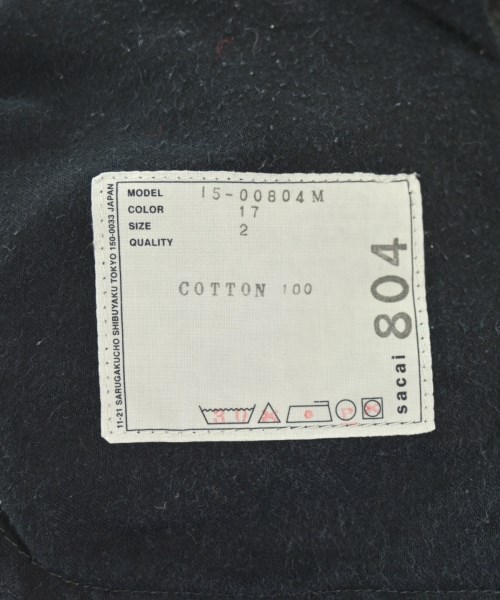 MODEL 15-00804M
COLOR 17
SIZE 2
QUALITY
COTTON 100
30 P
sacai 804
11-21 SARUGAKUCHO SHIBUYAKU TOKYO 150-0033 JAPAN